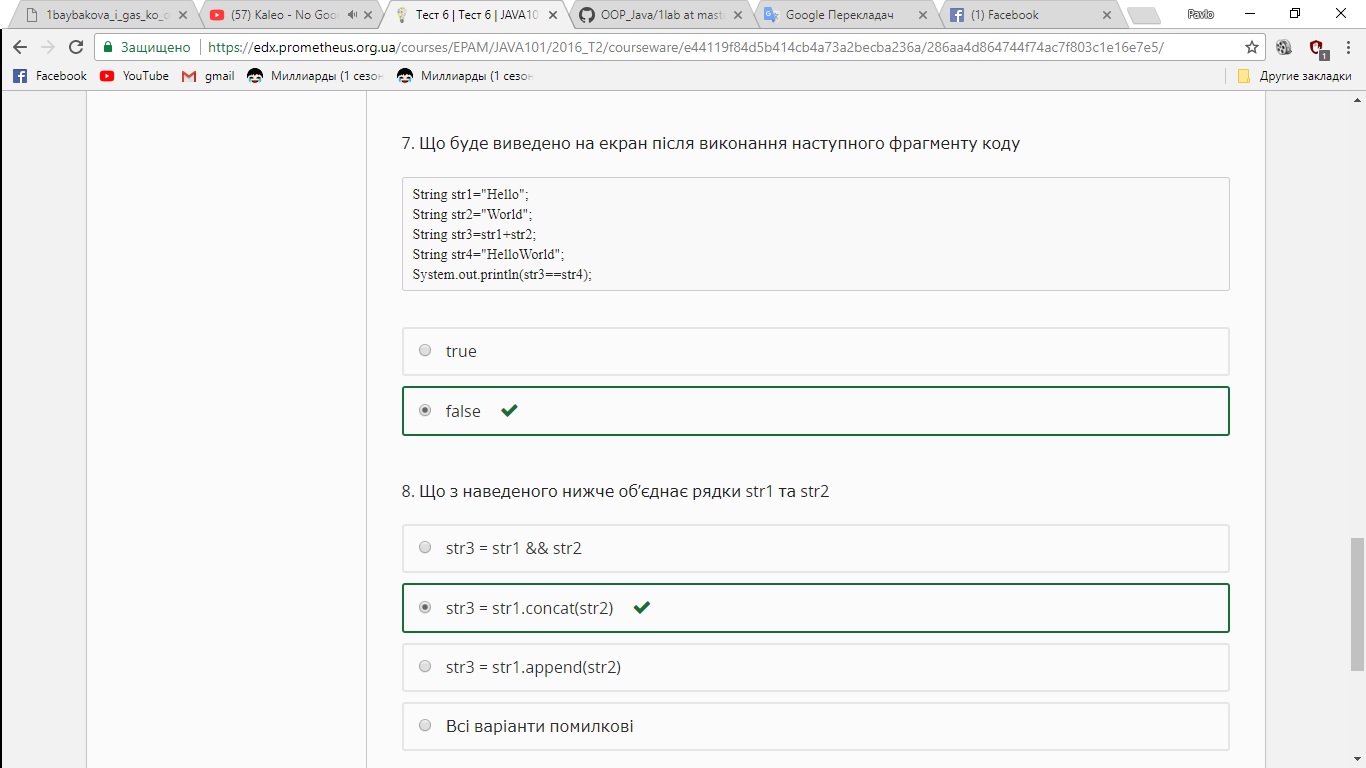 1baybakova_i_gas_ko_o
(57) Kaleo - No Goo
Тест 6 | Тест 6 | JAVA10
OOP_Java/1lab at mast
Google Перекладач
(1) Facebook
Pavlo
Защищено
https://edx.prometheus.org.ua/courses/EPAM/JAVA101/2016_T2/courseware/e44119f84d5b414cb4a73a2becba236a/286aa4d864744f74ac7f803c1e16e7e5/
1
Facebook
YouTube
gmail
Миллиарды (1 сезон
Миллиарды (1 сезон
Другие закладки
7. Що буде виведено на екран після виконання наступного фрагменту коду
String str1="Hello";
String str2="World";
String str3=str1+str2;
String str4="HelloWorld";
System.out.println(str3==str4);
true
false
8. Що з наведеного нижче об’єднає рядки str1 та str2
str3 = str1 && str2
str3 = str1.concat(str2)
str3 = str1.append(str2)
Всі варіанти помилкові